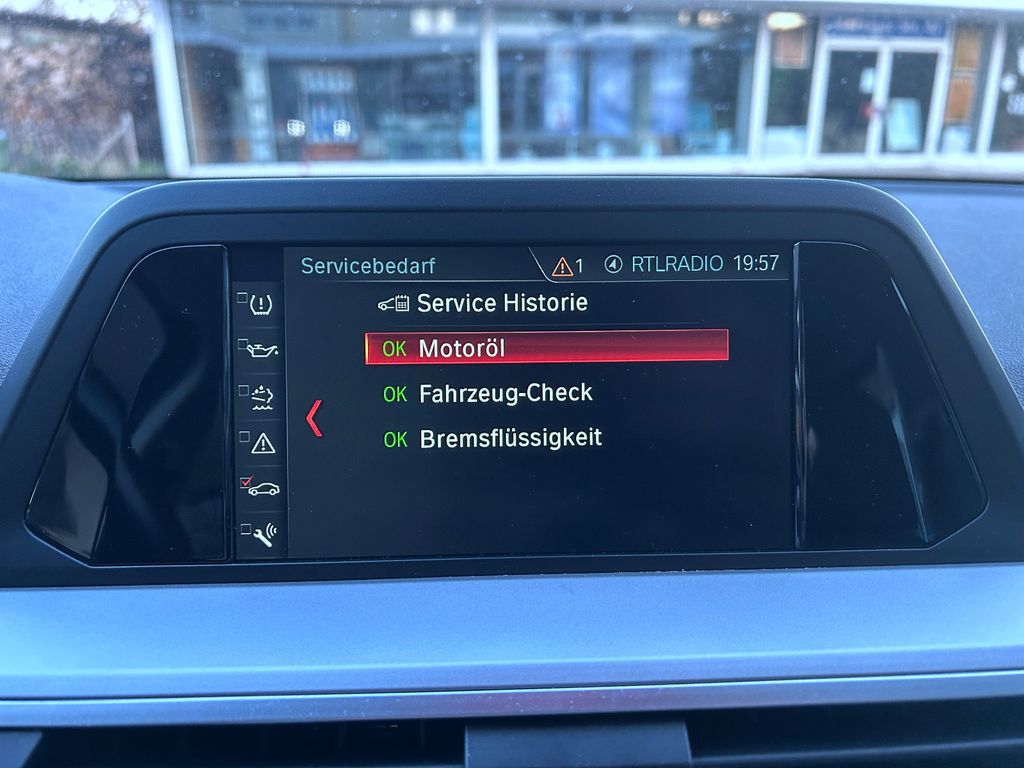 Servicebedarf
1 RTLRADIO 19:57
Service Historie
OK Motoröl
OK Fahrzeug-Check
OK Bremsflüssigkeit